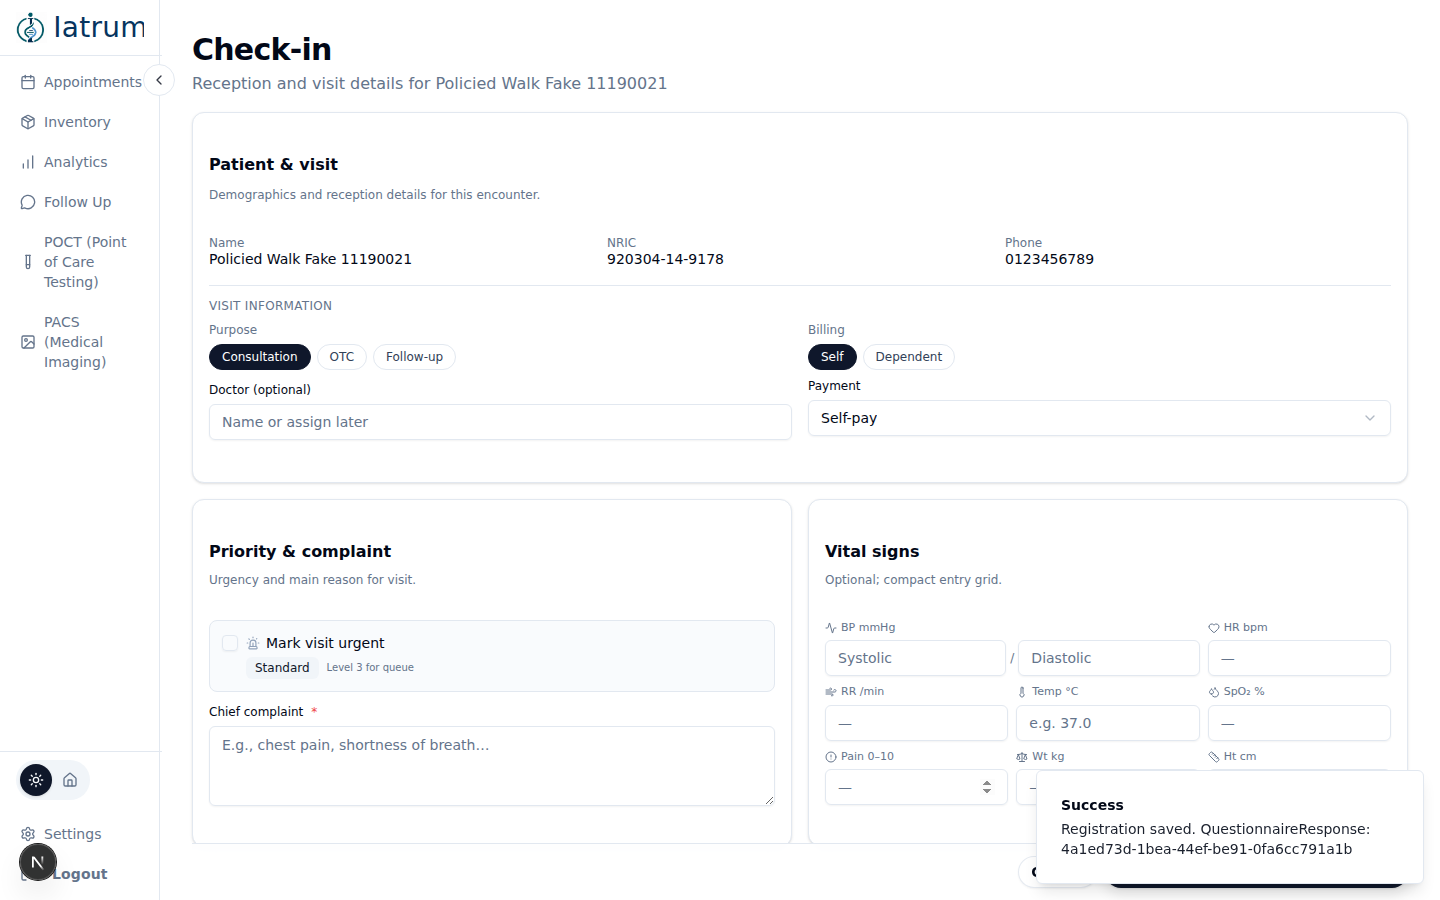 Iatrum
Appointments
Inventory
Analytics
Follow Up
POCT (Point
of Care
Testing)
PACS
(Medical
Imaging)
Settings
N
Logout
Check-in
Reception and visit details for Policied Walk Fake 11190021
Patient & visit
Demographics and reception details for this encounter.
Name
Policied Walk Fake 11190021
NRIC
920304-14-9178
Phone
0123456789
VISIT INFORMATION
Purpose
Consultation OTC Follow-up
Doctor (optional)
Name or assign later
Billing
Self Dependent
Payment
Self-pay
Priority & complaint
Urgency and main reason for visit.
Mark visit urgent
Standard Level 3 for queue
Chief complaint *
E.g., chest pain, shortness of breath...
Vital signs
Optional; compact entry grid.
BP mmHg HR bpm
Systolic / Diastolic —
RR /min Temp °C SpO₂ %
— e.g. 37.0 —
Pain 0–10 Wt kg Ht cm
—
Success
Registration saved. QuestionnaireResponse:
4a1ed73d-1bea-44ef-be91-0fa6cc791a1b